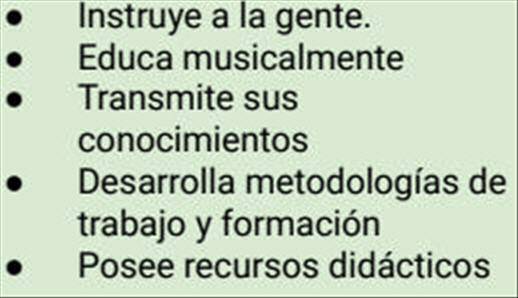 ● Instruye a la gente.
● Educa musicalmente
● Transmite sus
conocimientos
● Desarrolla metodologías de
trabajo y formación
● Posee recursos didácticos